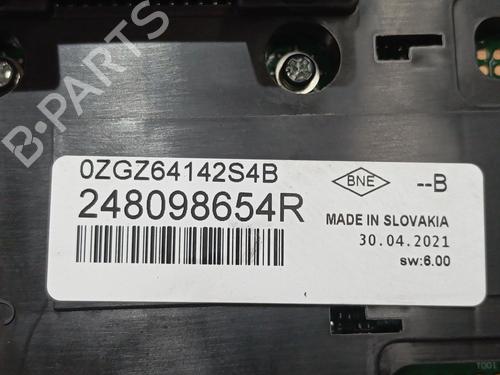 B-PARTS
0ZGZ64142S4B
248098654R
BNE
--B
MADE IN SLOVAKIA
30.04.2021
sw:6.00